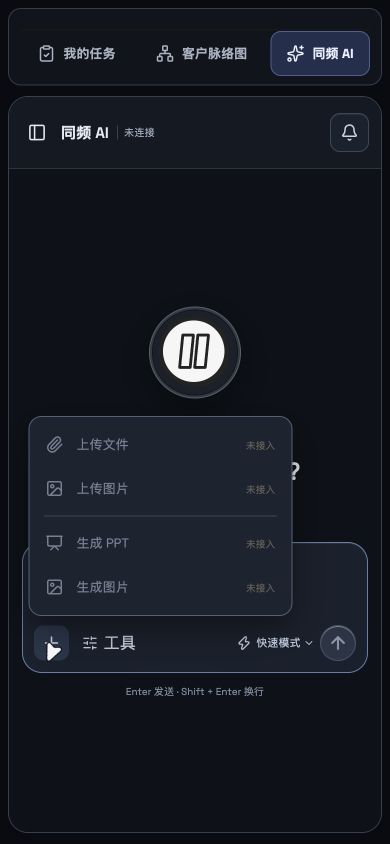 我的任务
客户脉络图
同频 AI
同频 AI
未连接
?
上传文件 未接入
上传图片 未接入
生成 PPT 未接入
生成图片 未接入
工具
快速模式
Enter 发送 · Shift + Enter 换行